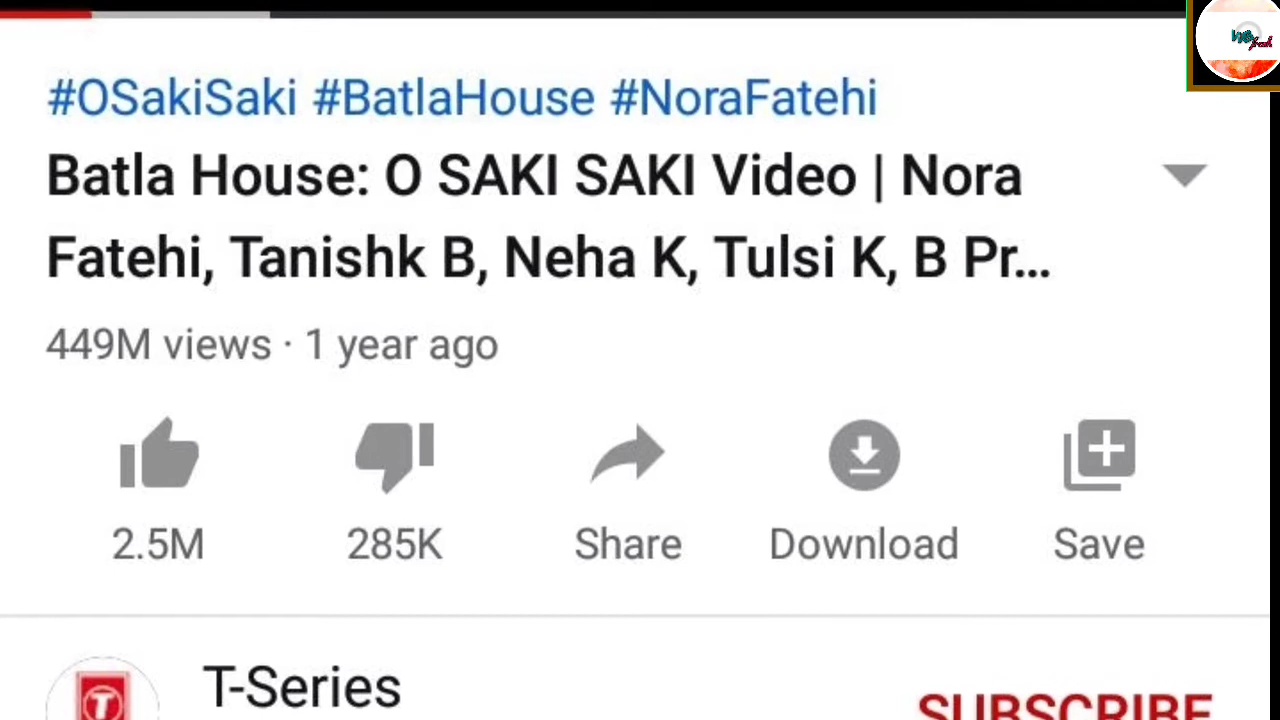 #OSakiSaki #BatlaHouse #NoraFatehi
Batla House: O SAKI SAKI Video | Nora
Fatehi, Tanishk B, Neha K, Tulsi K, B Pr...
449M views · 1 year ago
2.5M 285K Share Download Save
T-Series
SUBSCRIBE